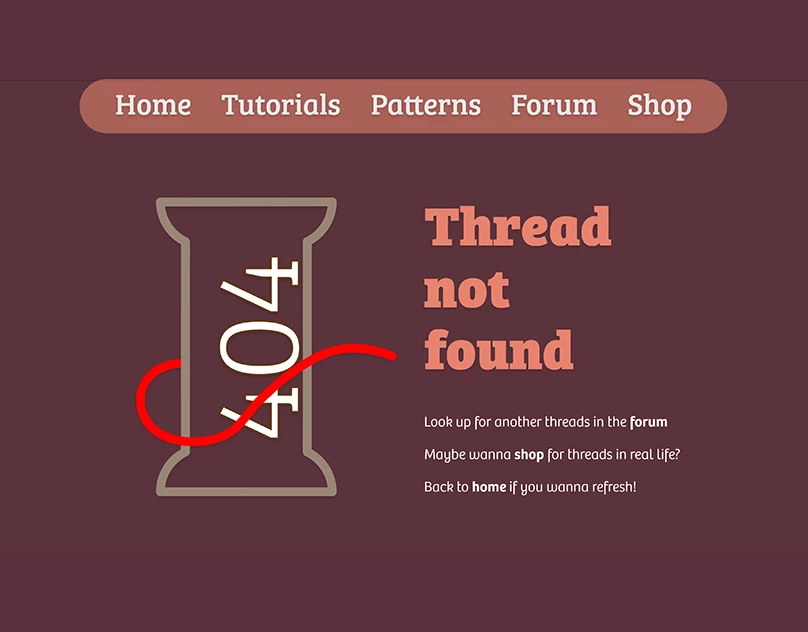 Home Tutorials Patterns Forum Shop
404
Thread
not
found
Look up for another threads in the forum
Maybe wanna shop for threads in real life?
Back to home if you wanna refresh!